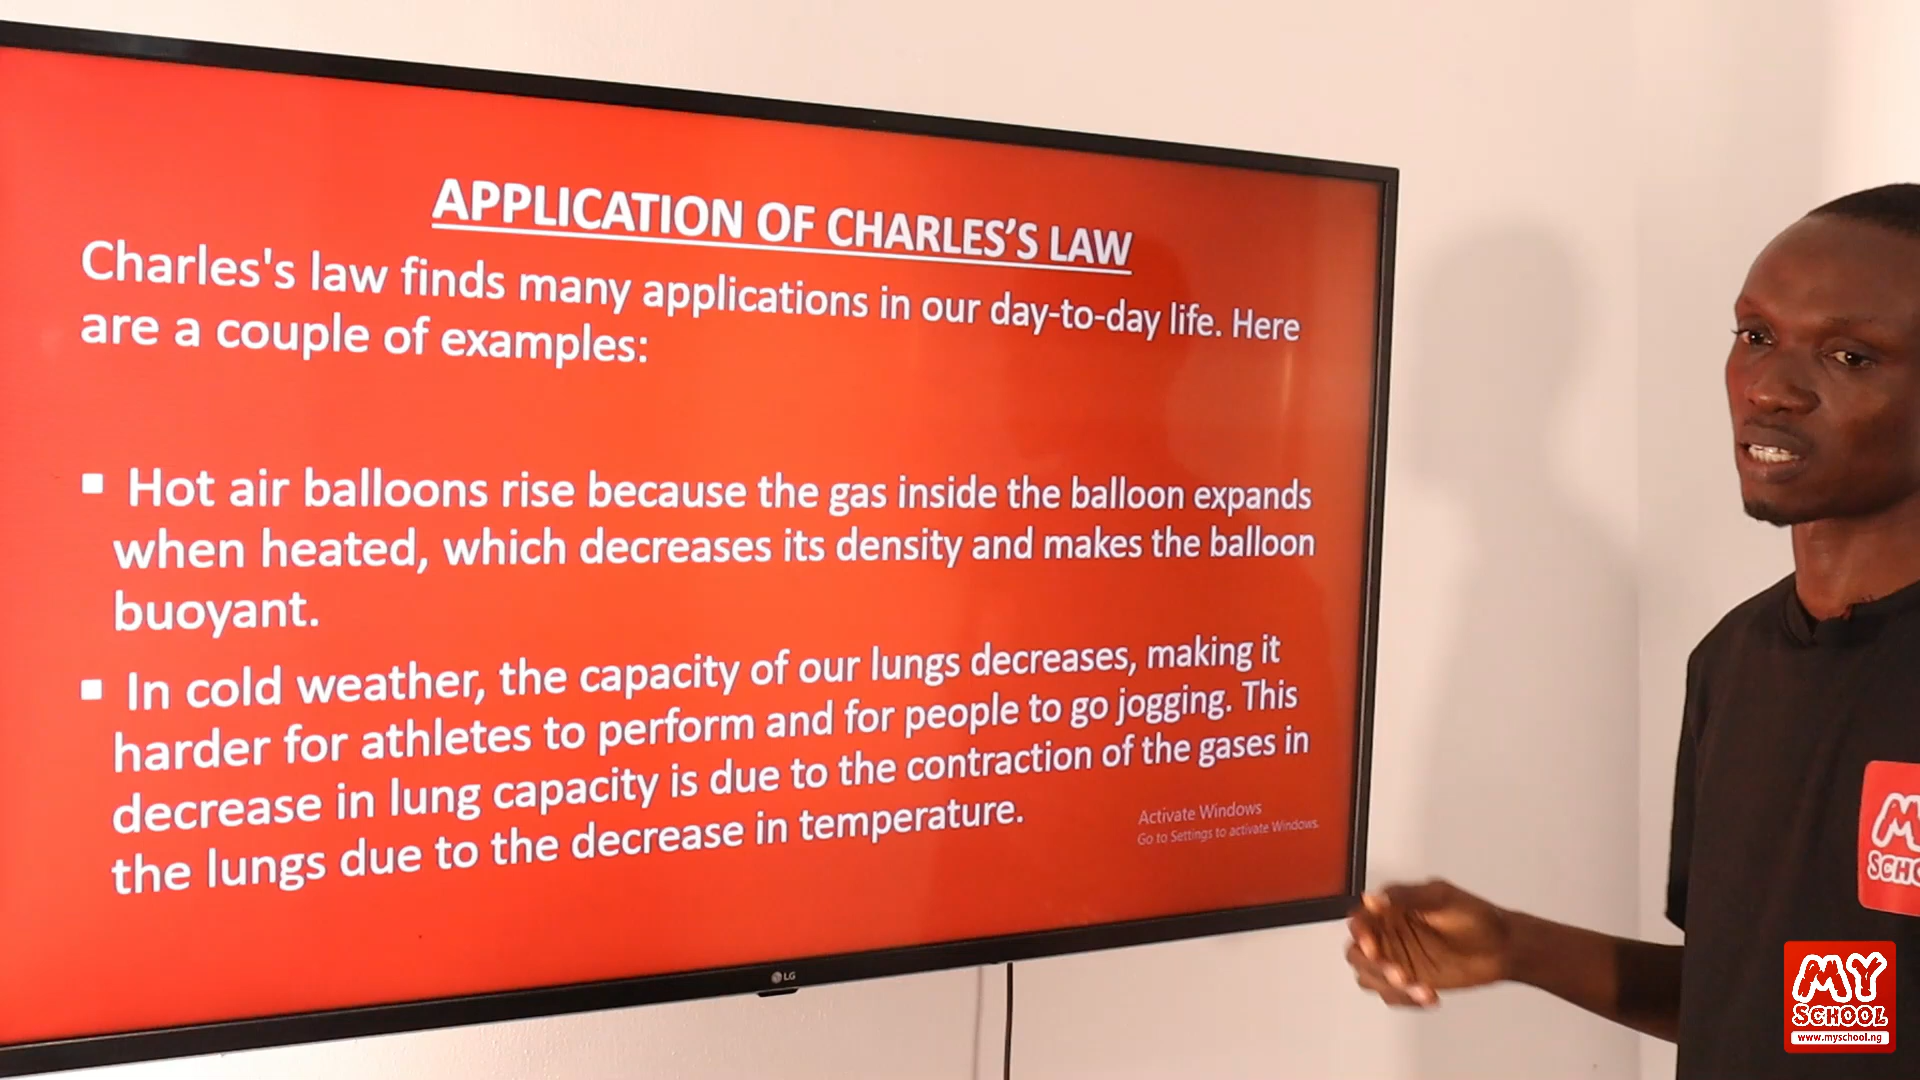 APPLICATION OF CHARLES’S LAW
Charles's law finds many applications in our day-to-day life. Here
are a couple of examples:
▪ Hot air balloons rise because the gas inside the balloon expands
when heated, which decreases its density and makes the balloon
buoyant.
▪ In cold weather, the capacity of our lungs decreases, making it
harder for athletes to perform and for people to go jogging. This
decrease in lung capacity is due to the contraction of the gases in
the lungs due to the decrease in temperature.
Activate Windows
Go to Settings to activate Windows.
LG
MY
SCHOOL
www.myschool.ng